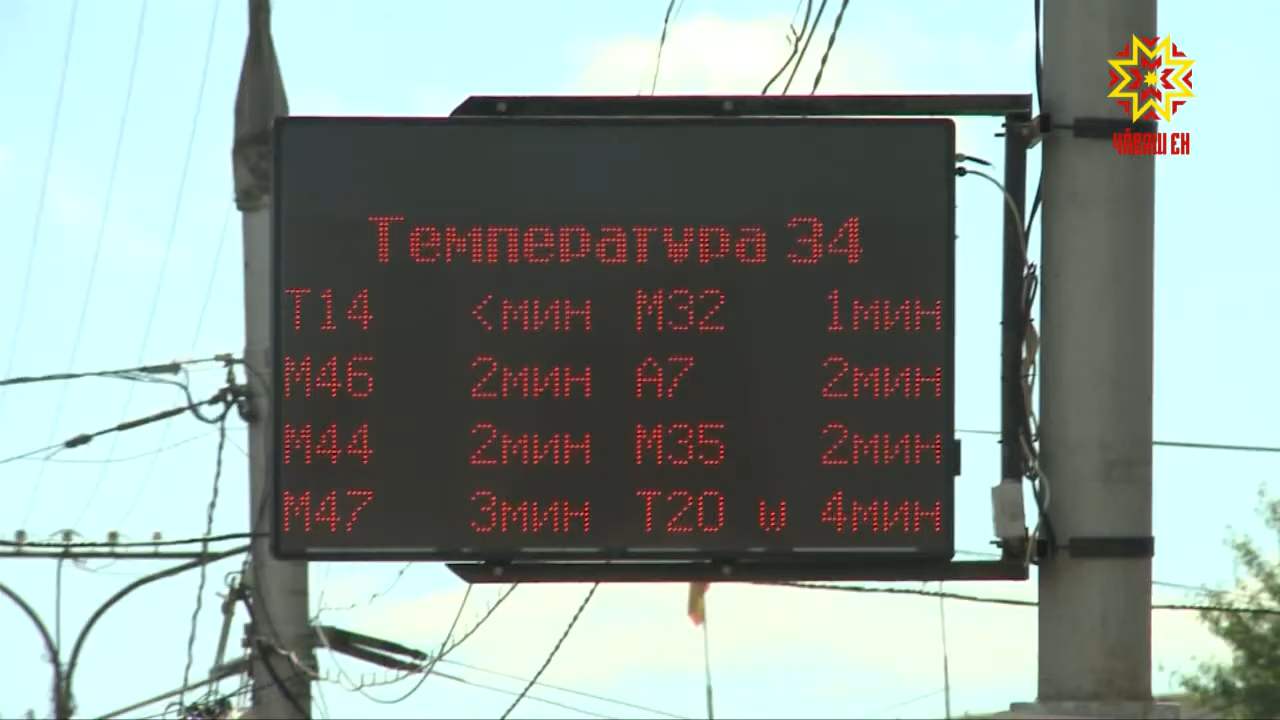 ЧӐВАШ ЕН
Температура 34
Т14 <мин М32 1мин
М46 2мин А7 2мин
М44 2мин М35 2мин
М47 3мин Т20 w 4мин